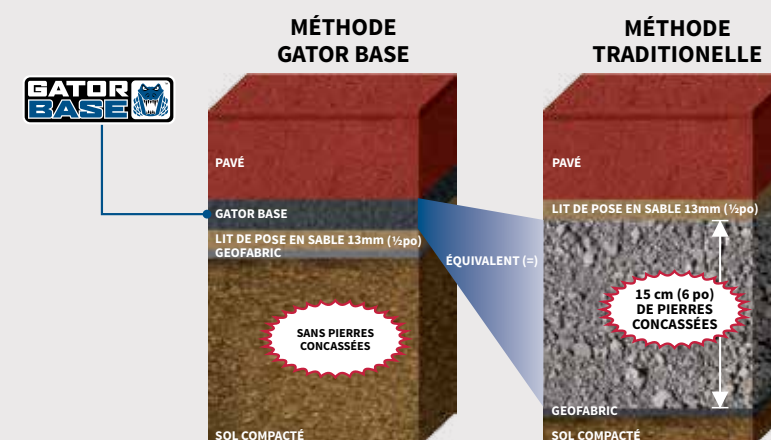 MÉTHODE
GATOR BASE
MÉTHODE
TRADITIONELLE
GATOR
BASE
PAVÉ
GATOR BASE
LIT DE POSE EN SABLE 13mm (½po)
GEOFABRIC
SANS PIERRES
CONCASSÉES
SOL COMPACTÉ
ÉQUIVALENT (=)
PAVÉ
LIT DE POSE EN SABLE 13mm (½po)
15 cm (6 po)
DE PIERRES
CONCASSÉES
GEOFABRIC
SOL COMPACTÉ